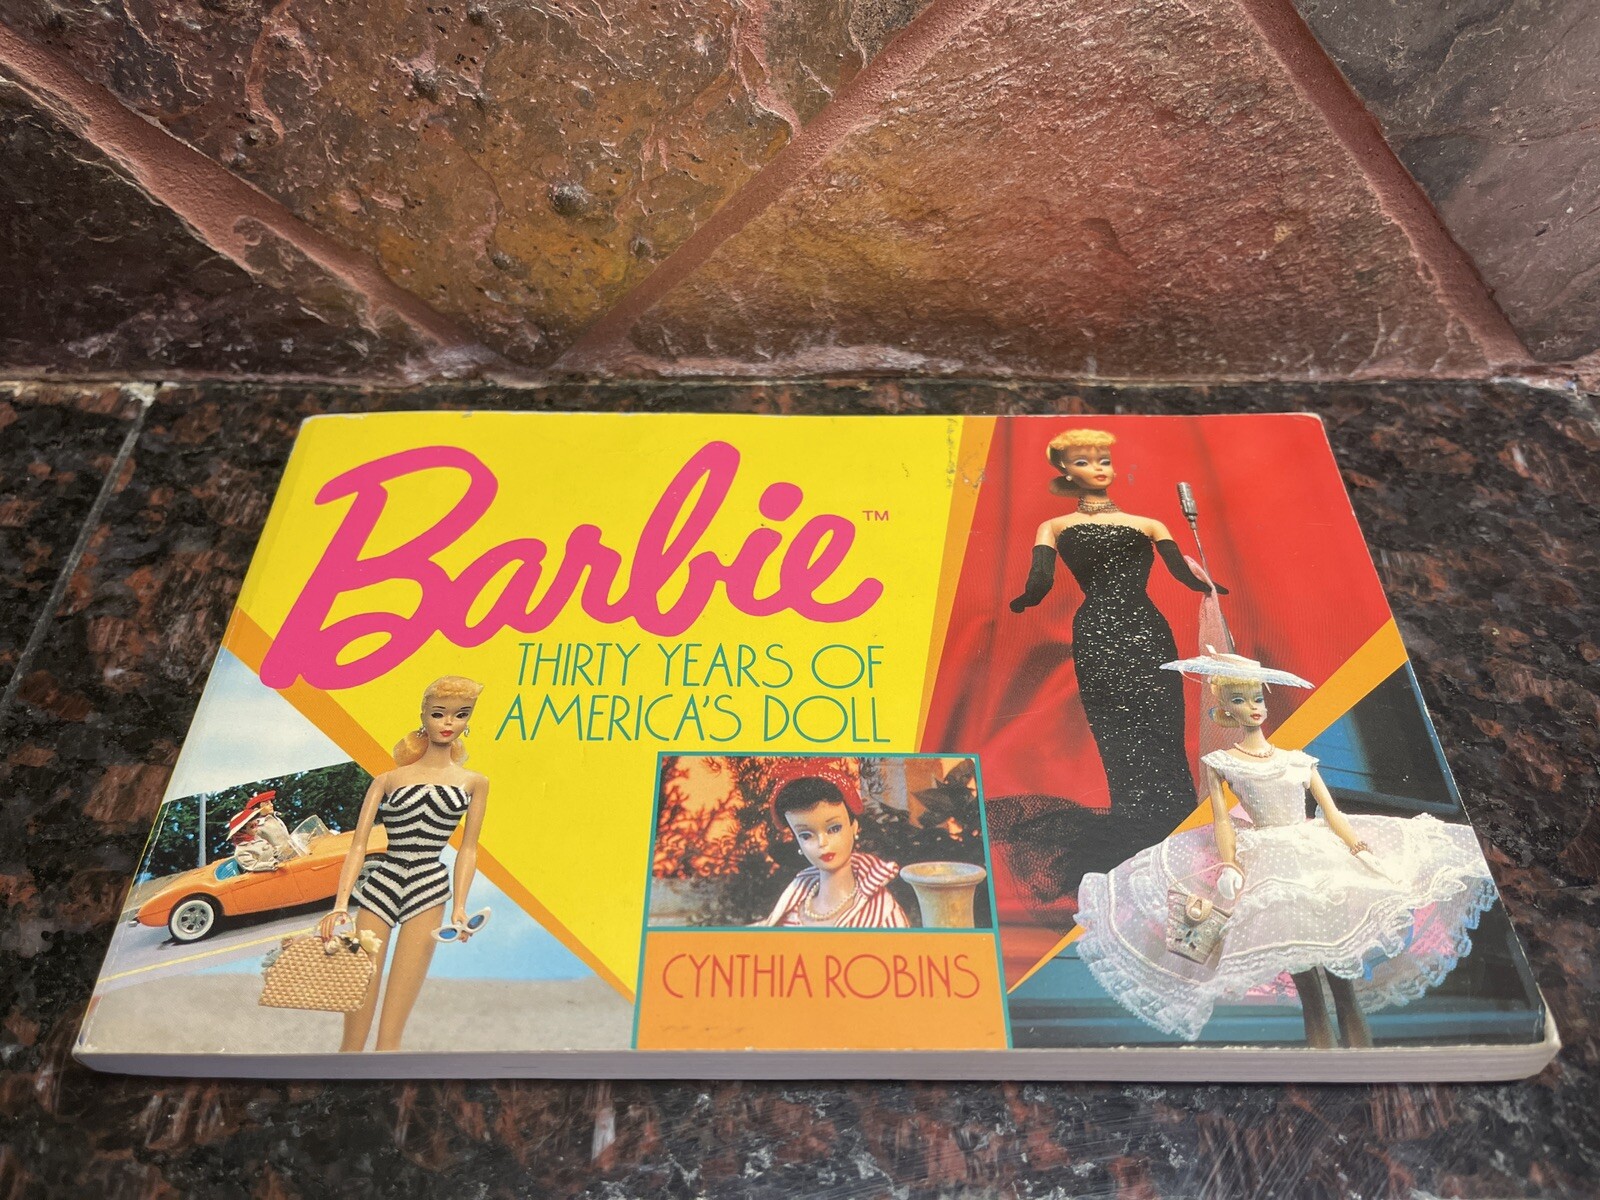 Barbie™
THIRTY YEARS OF
AMERICA'S DOLL
CYNTHIA ROBINS